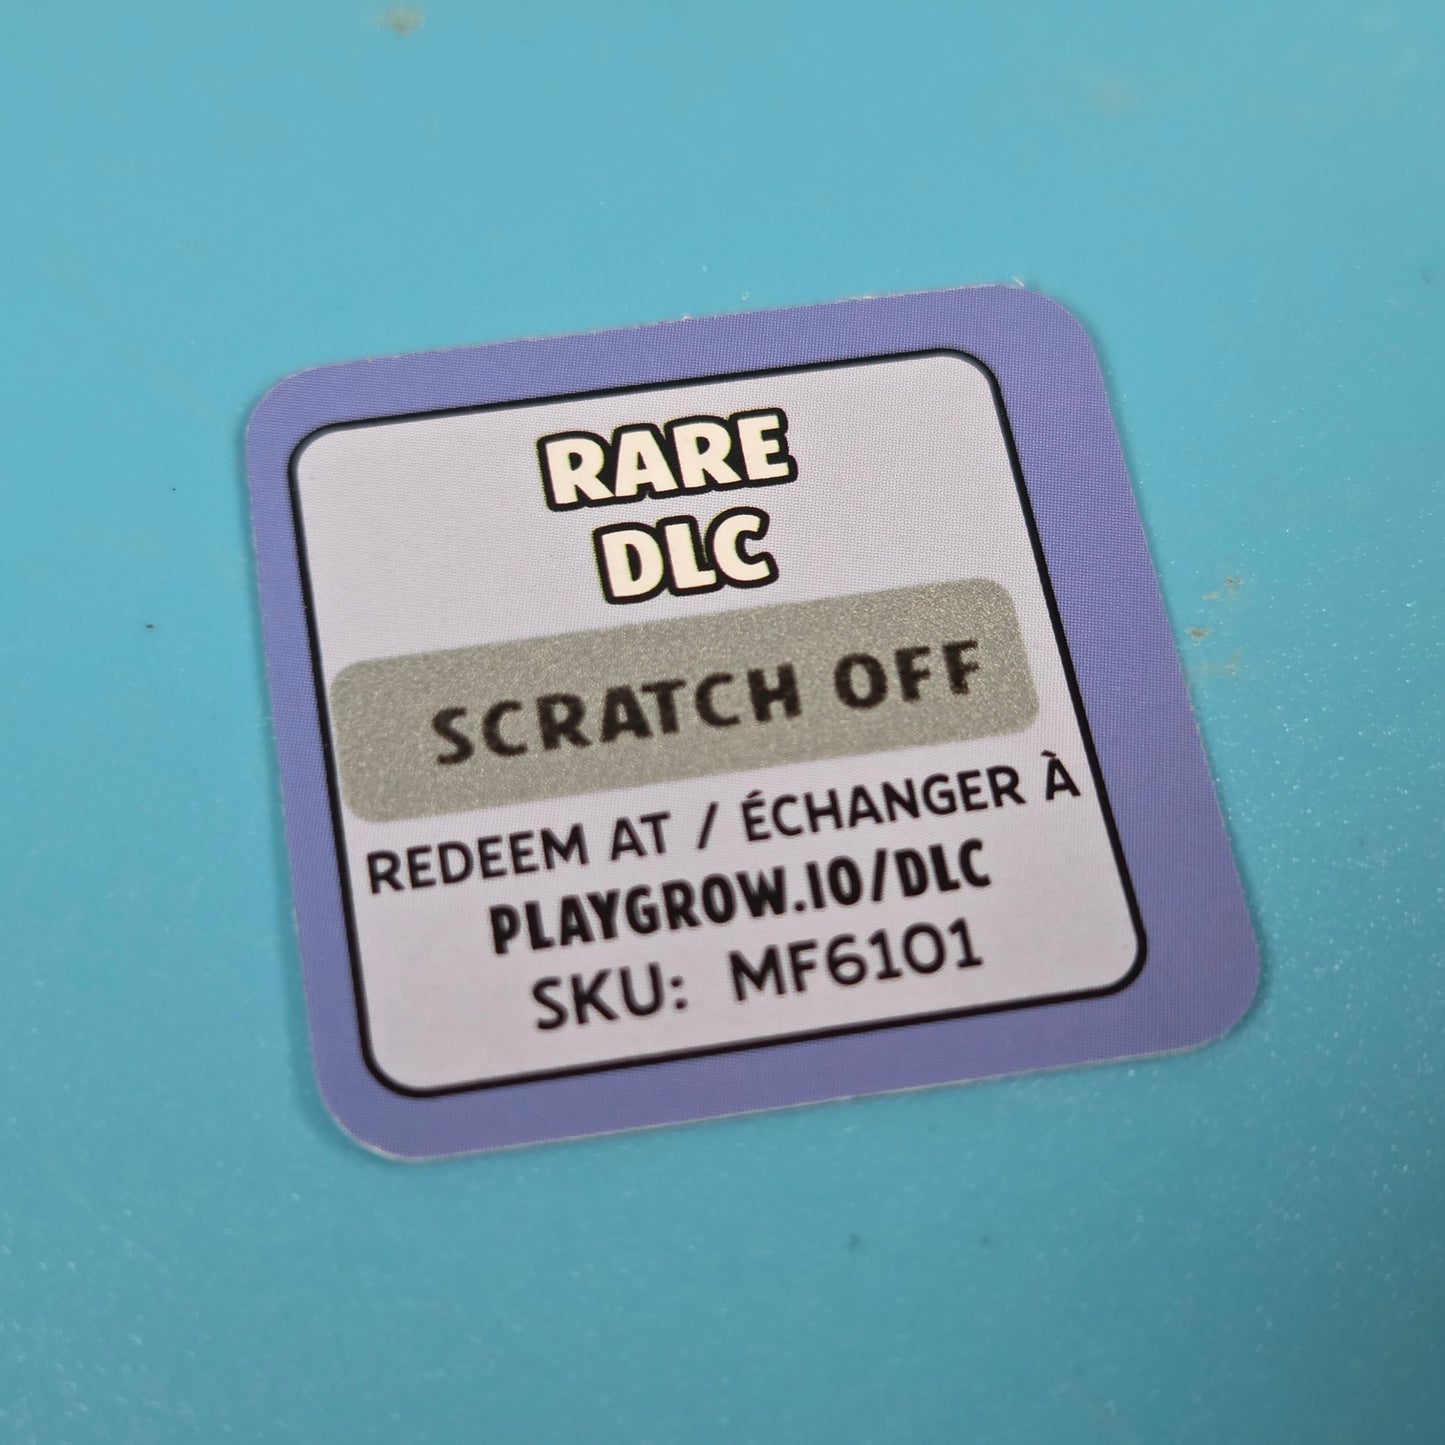 RARE
DLC
SCRATCH OFF
REDEEM AT / ÉCHANGER À
PLAYGROW.IO/DLC
SKU: MF6101